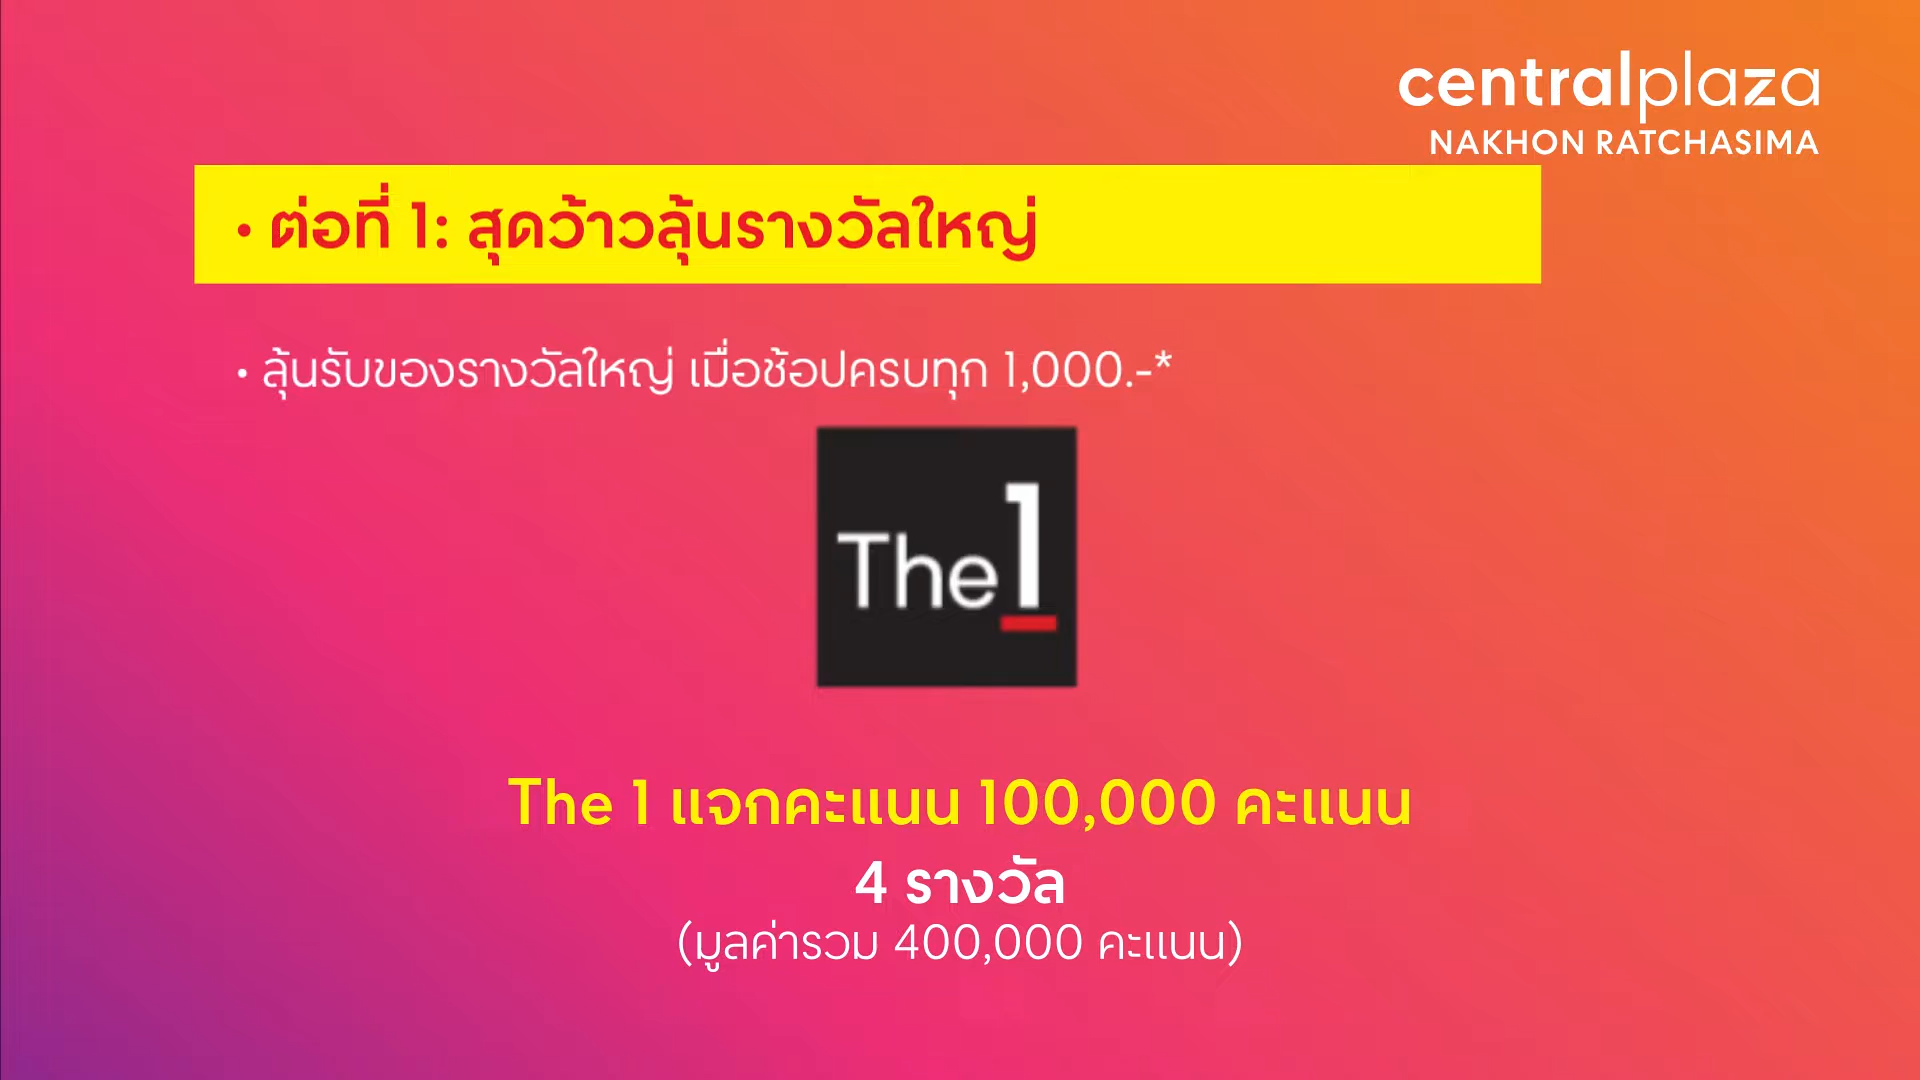 centralplaza
NAKHON RATCHASIMA
• ต่อที่ 1: สุดว้าวลุ้นรางวัลใหญ่
• ลุ้นรับของรางวัลใหญ่ เมื่อช้อปครบทุก 1,000.-*
The 1
The 1 แจกคะแนน 100,000 คะแนน
4 รางวัล
(มูลค่ารวม 400,000 คะแนน)